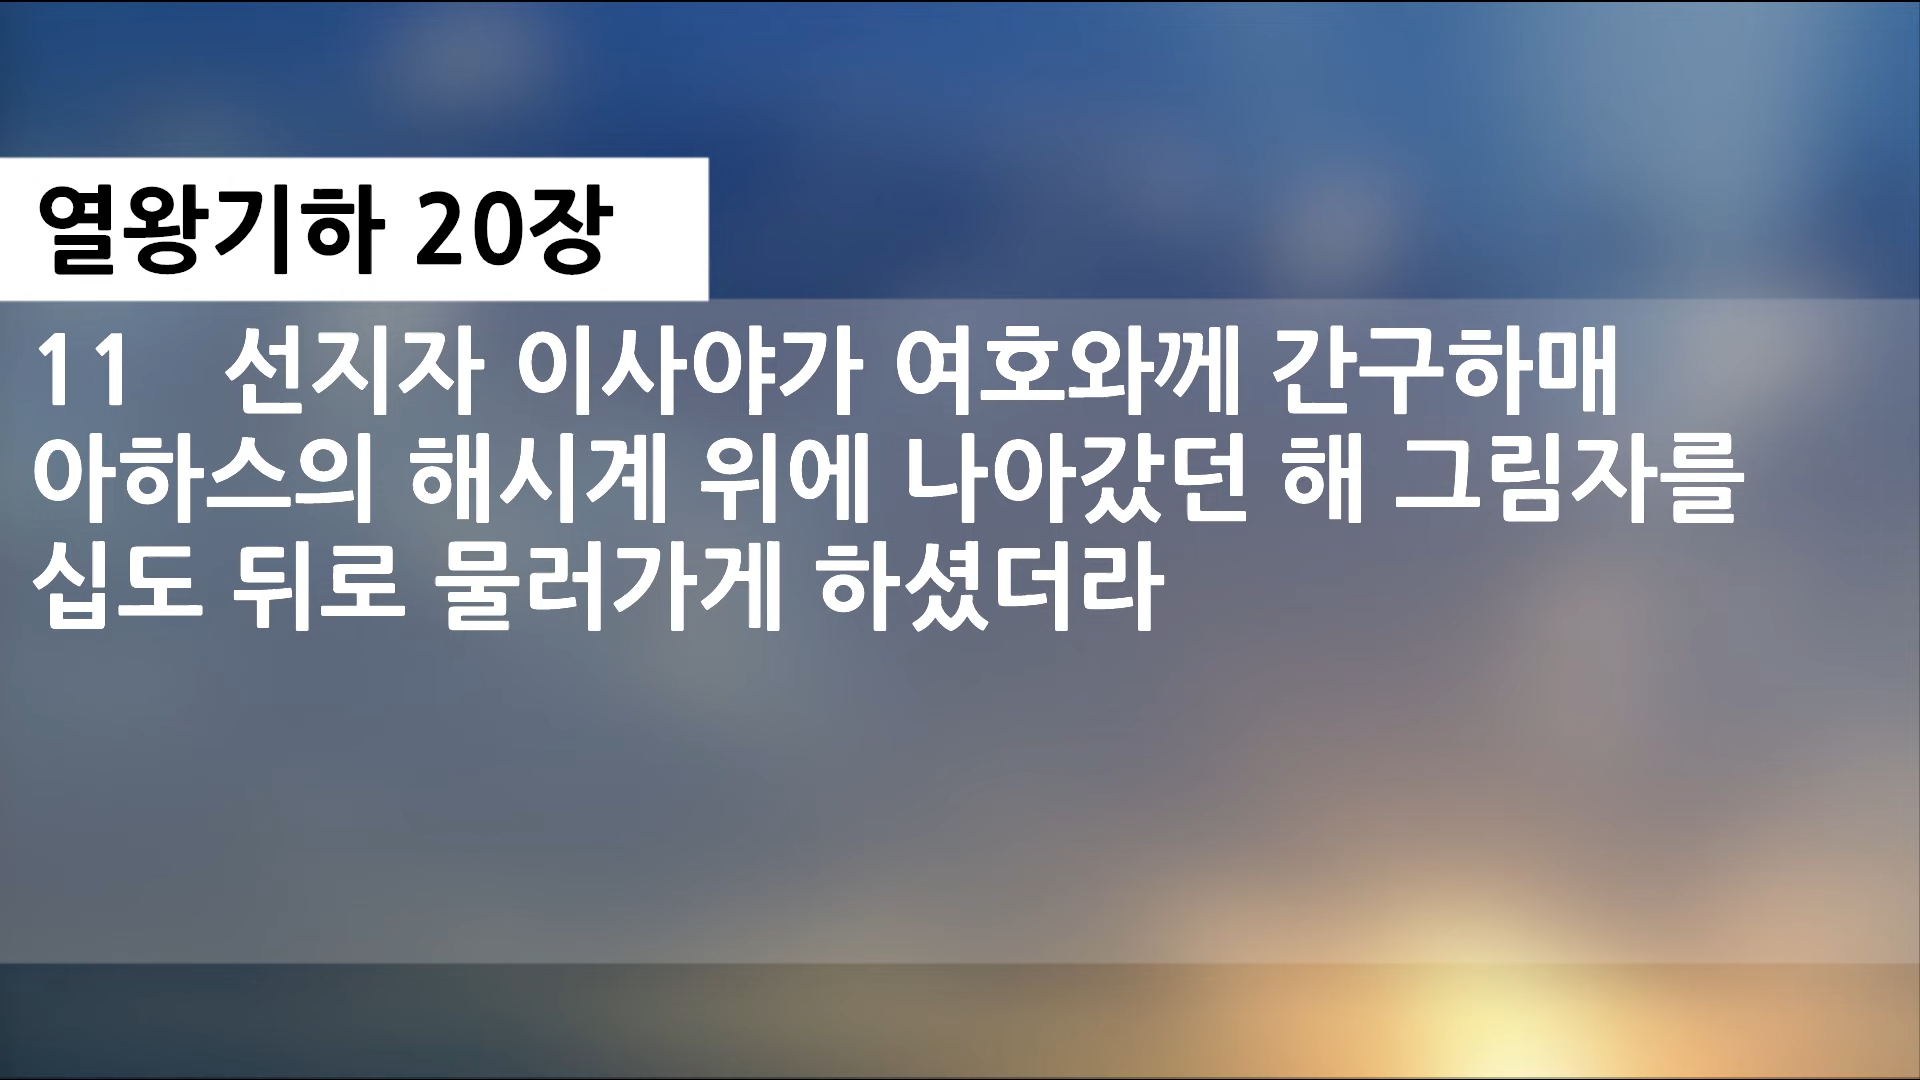 열왕기하 20장
11 선지자 이사야가 여호와께 간구하매
아하스의 해시계 위에 나아갔던 해 그림자를
십도 뒤로 물러가게 하셨더라